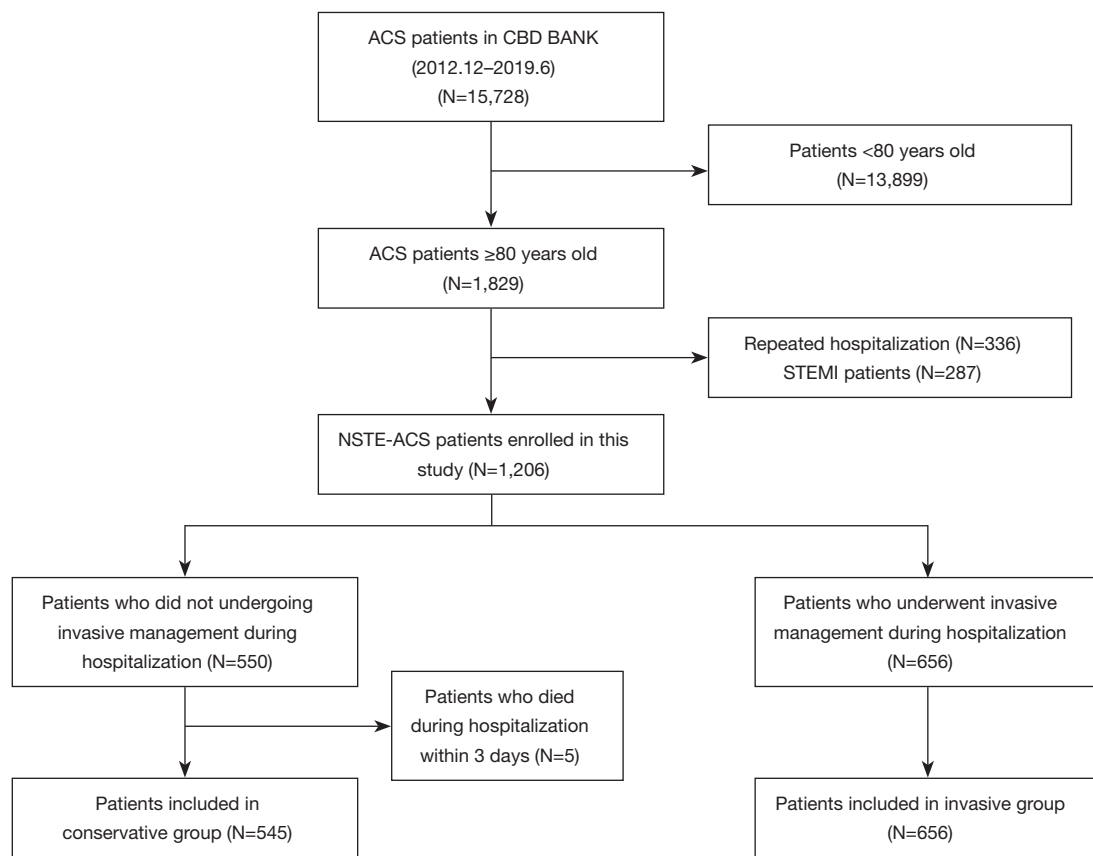 ACS patients in CBD BANK
(2012.12–2019.6)
(N=15,728)
Patients <80 years old
(N=13,899)
ACS patients ≥80 years old
(N=1,829)
Repeated hospitalization (N=336)
STEMI patients (N=287)
NSTE-ACS patients enrolled in this
study (N=1,206)
Patients who did not undergoing
invasive management during
hospitalization (N=550)
Patients who underwent invasive
management during hospitalization
(N=656)
Patients who died
during hospitalization
within 3 days (N=5)
Patients included in
conservative group (N=545)
Patients included in invasive group
(N=656)